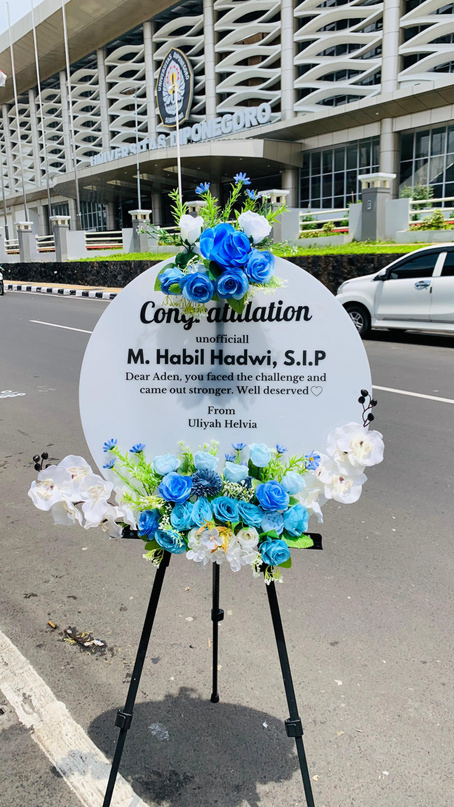 UNIVERSITAS DIPONEGORO
Congratulation
unofficiall
M. Habil Hadwi, S.I.P
Dear Aden, you faced the challenge and
came out stronger. Well deserved♡
From
Uliyah Helvia